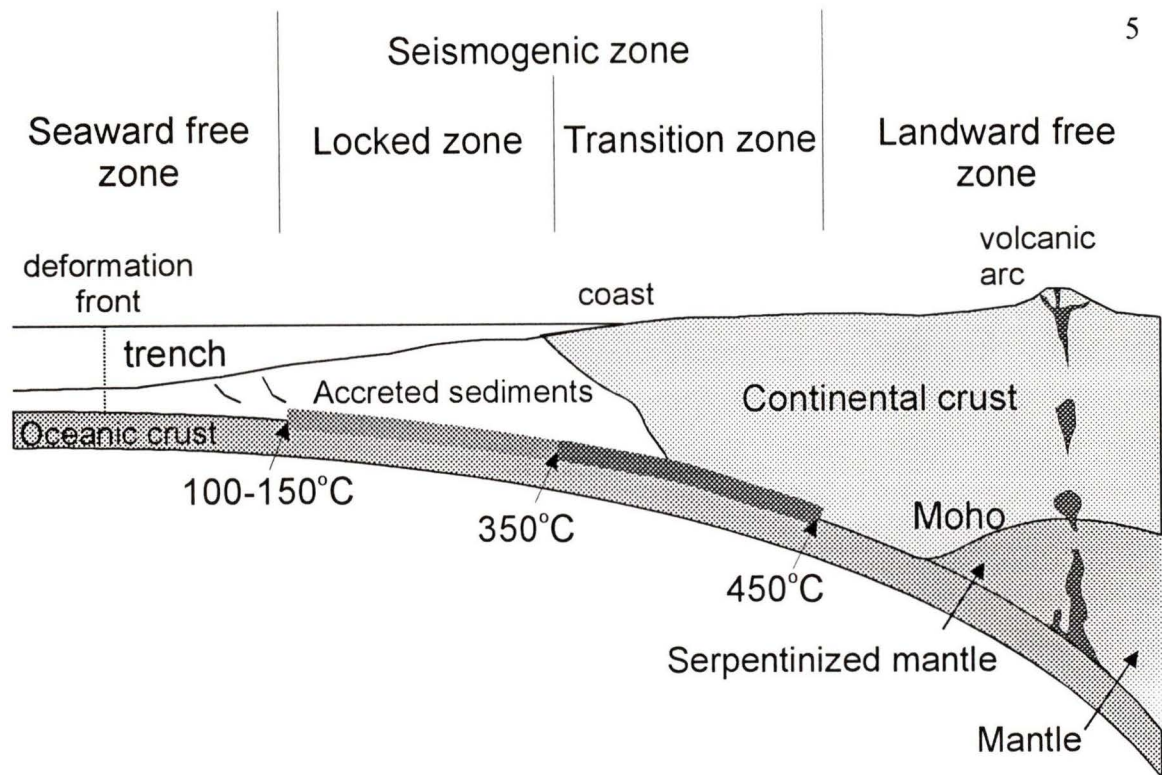 5
Seismogenic zone
Seaward free
zone
Locked zone
Transition zone
Landward free
zone
deformation
front
coast
volcanic
arc
trench
Accreted sediments
Continental crust
Oceanic crust
100-150°C
350°C
450°C
Moho
Serpentinized mantle
Mantle